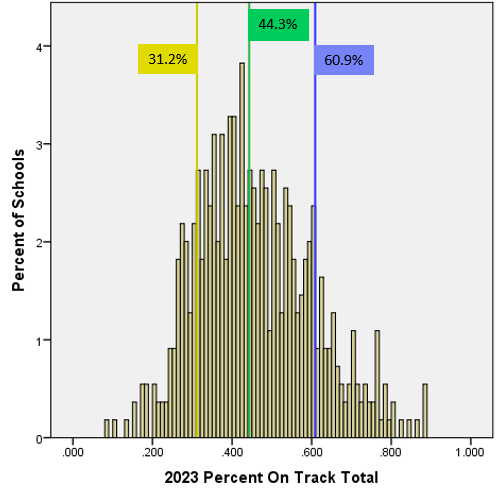 44.3%
31.2%
60.9%
Percent of Schools
4
3
2
1
0
.000 .200 .400 .600 .800 1.000
2023 Percent On Track Total